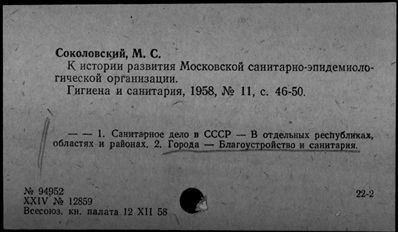 Соколовский, М. С.
К истории развития Московской санитарно-эпидемиоло-
гической организации.
Гигиена и санитария, 1958, № 11, с. 46-50.
— — 1. Санитарное дело в СССР — В отдельных республиках,
областях и районах. 2. Города — Благоустройство и санитария.
№ 94952
XXIV № 12859
22-2
Всесоюз. кн. палата 12 XII 58